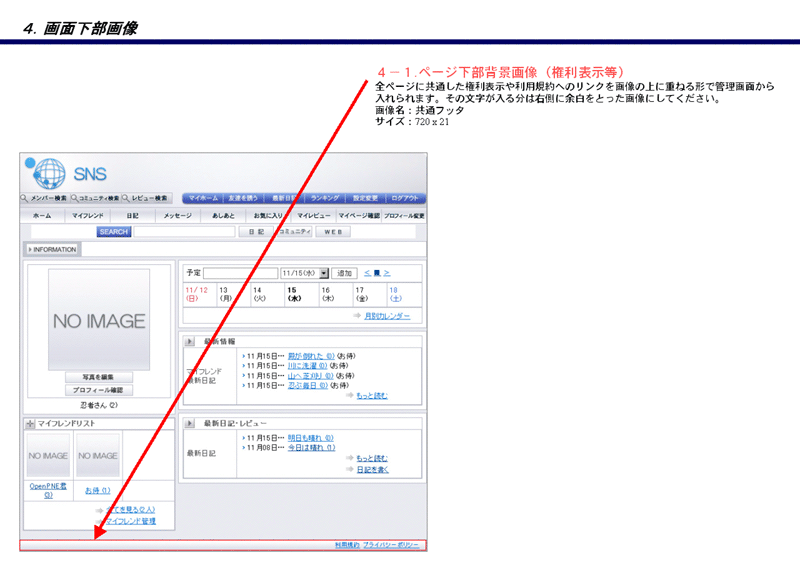 4. 画面下部画像
4－1.ページ下部背景画像（権利表示等）
全ページに共通した権利表示や利用規約へのリンクを画像の上に重ねる形で管理画面から
入れられます。その文字が入る分は右側に余白をとった画像にしてください。
画像名：共通フッタ
サイズ：720 x 21
SNS
メンバー検索 コミュニティ検索 レビュー検索 マイホーム 友達を誘う 最新日記 ランキング 設定変更 ログアウト
ホーム マイフレンド 日記 メッセージ あしあと お気に入り マイレビュー マイページ確認 プロフィール変更
SEARCH 日 記 コミュニティ W E B
INFORMATION
予定 11/15(水) 追加 < ■ >
11/12 13 14 15 16 17 18
(日) (月) (火) (水) (木) (金) (土)
月別カレンダー
NO IMAGE
写真を編集
プロフィール確認
忍者さん (2)
最新情報
マイフレンド
最新日記
11月15日… 殿が倒れた (0) (お侍)
11月15日… 川に洗濯 (0) (お侍)
11月15日… 山へ芝刈り (0) (お侍)
11月15日… 忍ぶ毎日 (0) (お侍)
もっと読む
マイフレンドリスト
NO IMAGE NO IMAGE
OpenPNE君
お侍 (1)
全てを見る(2人)
マイフレンド管理
最新日記・レビュー
最新日記
11月15日… 明日も晴れ (0)
11月08日… 今日は晴れ (1)
もっと読む
日記を書く
利用規約 プライバシーポリシー